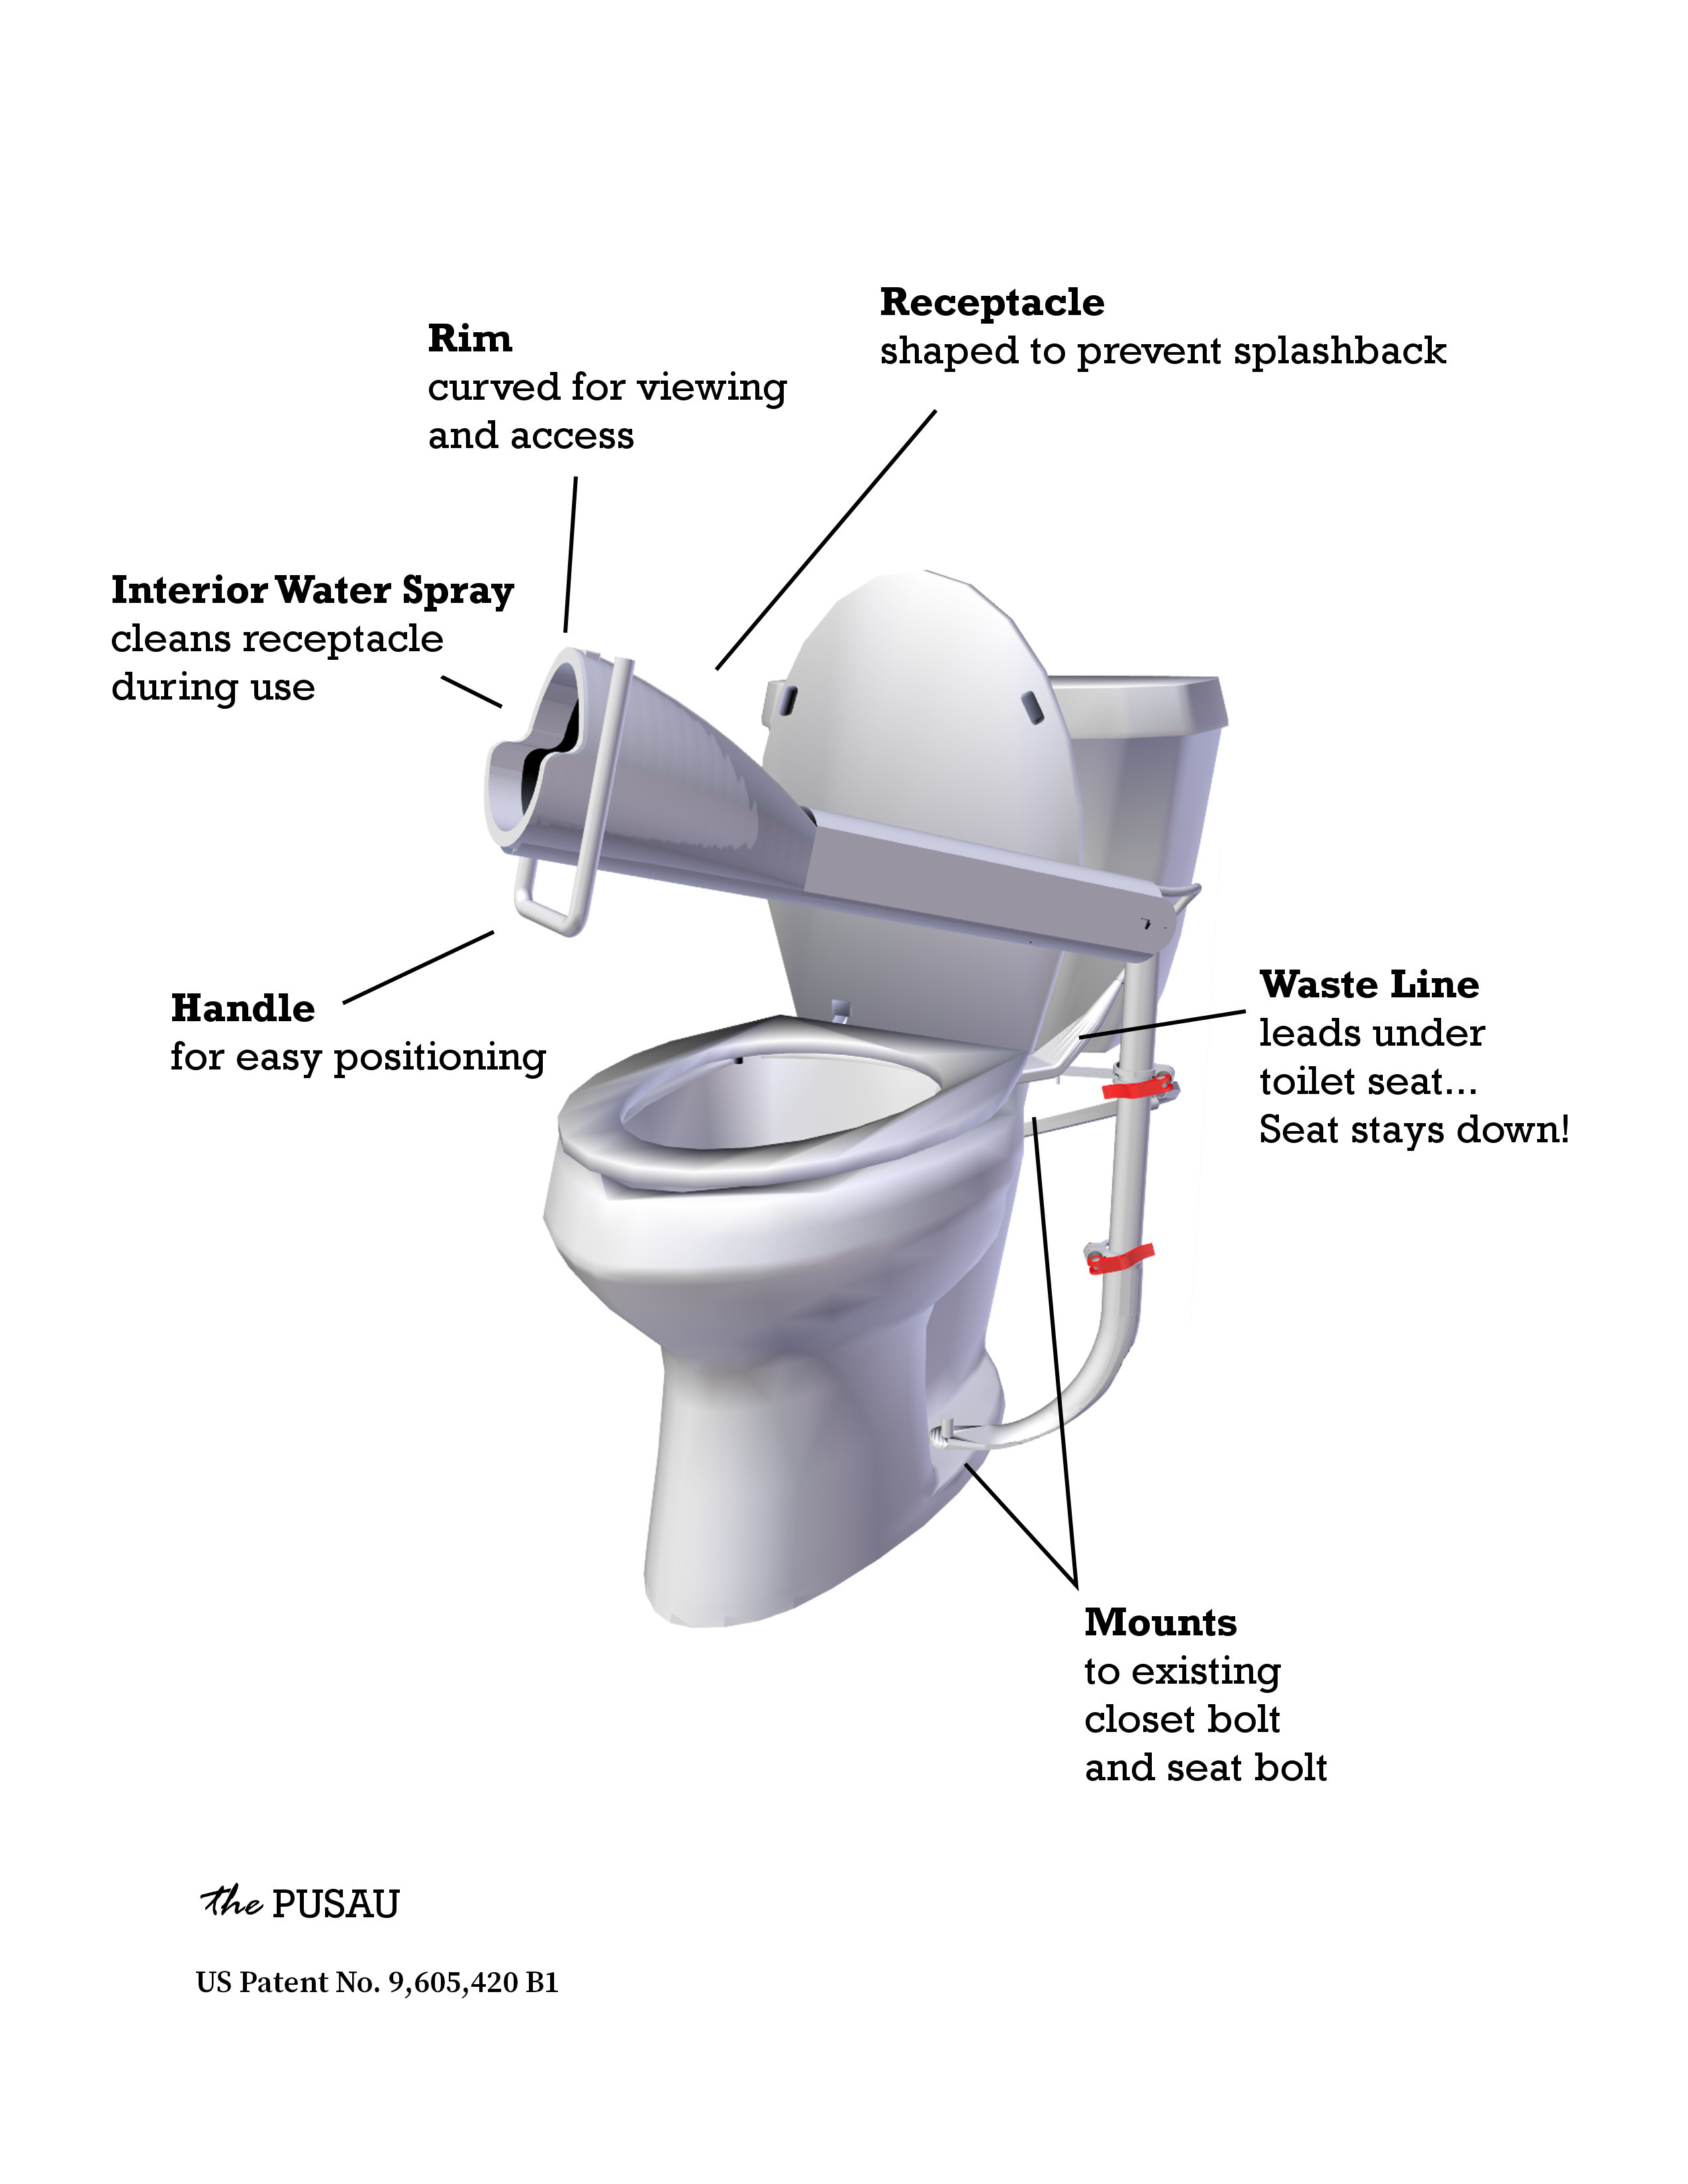 Receptacle
shaped to prevent splashback
Rim
curved for viewing
and access
Interior Water Spray
cleans receptacle
during use
Handle
for easy positioning
Waste Line
leads under
toilet seat...
Seat stays down!
Mounts
to existing
closet bolt
and seat bolt
the PUSAU
US Patent No. 9,605,420 B1